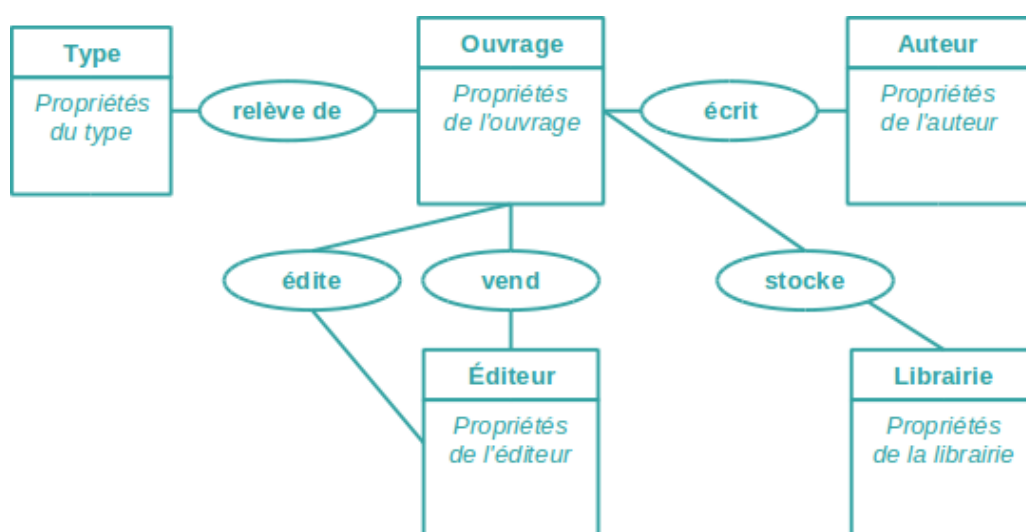 Type
Propriétés
du type
relève de
Ouvrage
Propriétés
de l'ouvrage
écrit
Auteur
Propriétés
de l'auteur
édite
vend
stocke
Éditeur
Propriétés
de l'éditeur
Librairie
Propriétés
de la librairie